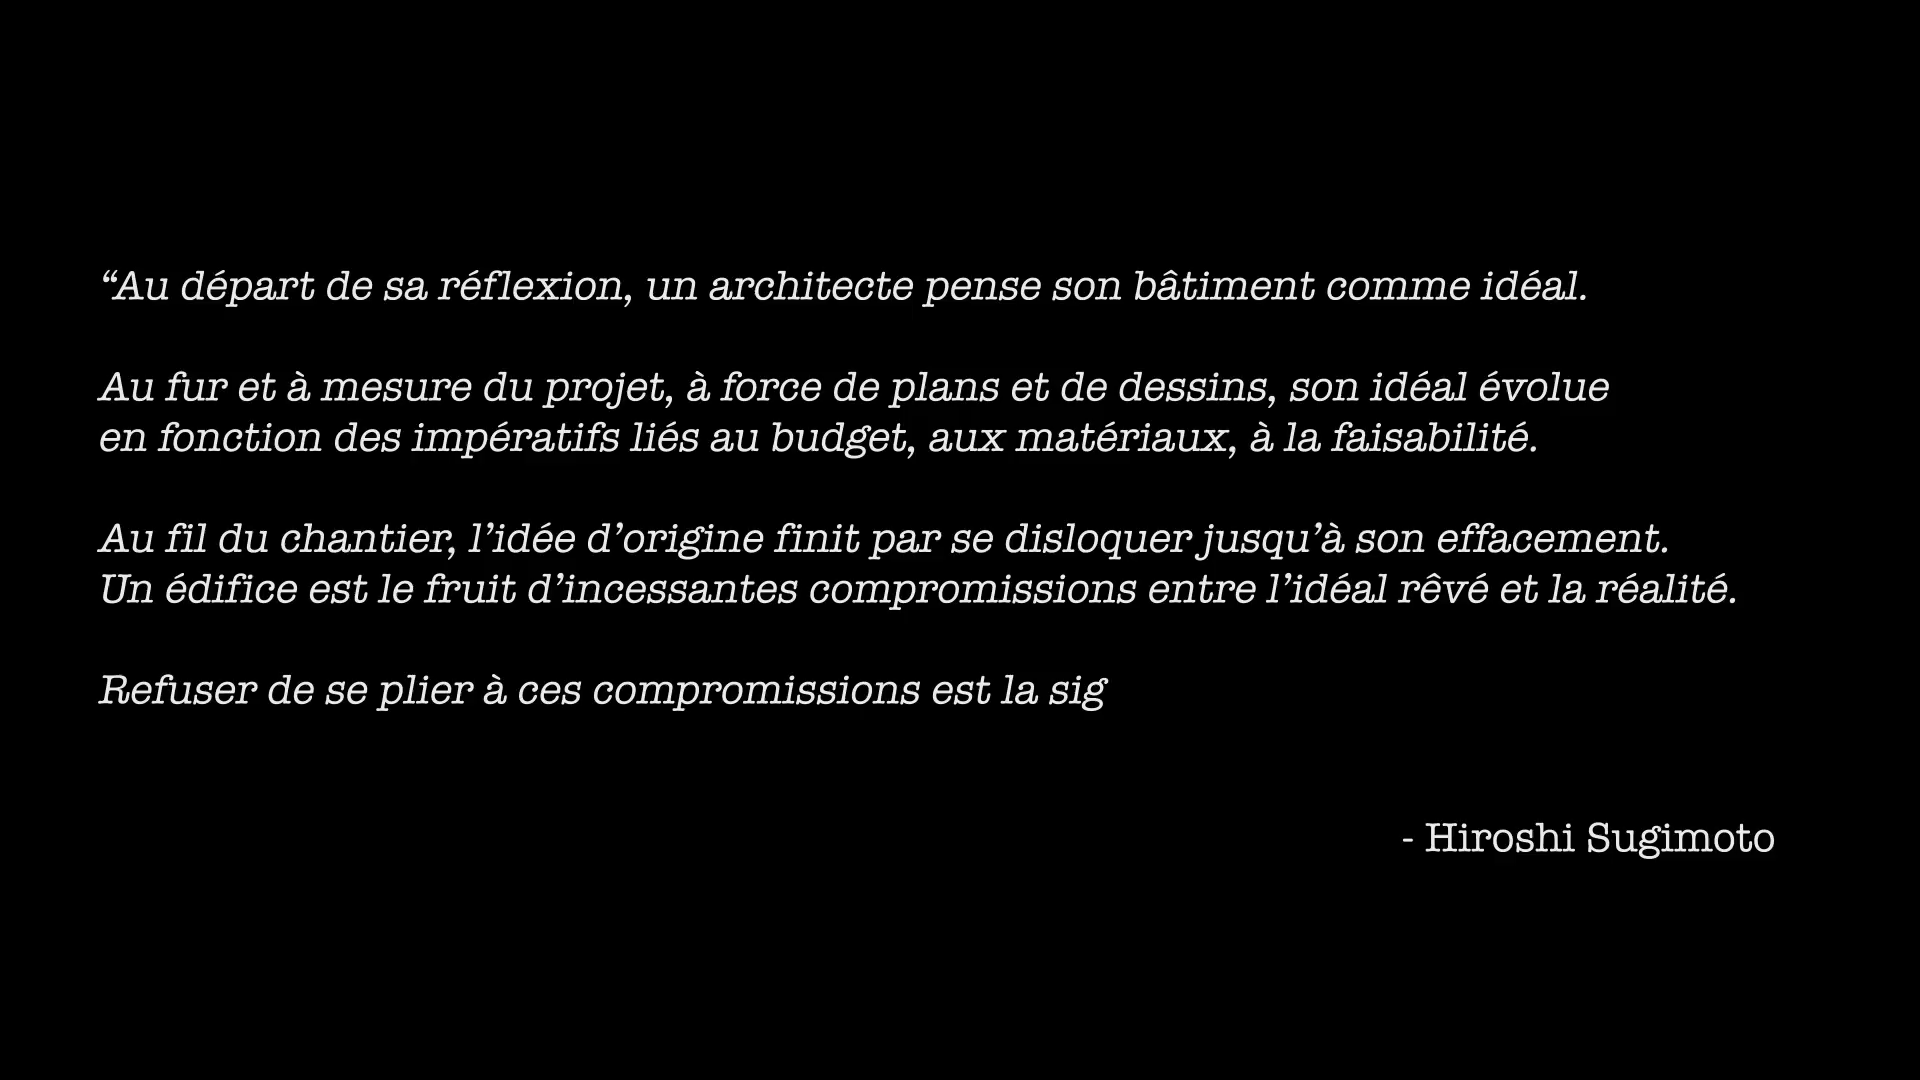 “Au départ de sa réflexion, un architecte pense son bâtiment comme idéal.
Au fur et à mesure du projet, à force de plans et de dessins, son idéal évolue
en fonction des impératifs liés au budget, aux matériaux, à la faisabilité.
Au fil du chantier, l’idée d’origine finit par se disloquer jusqu’à son effacement.
Un édifice est le fruit d’incessantes compromissions entre l’idéal rêvé et la réalité.
Refuser de se plier à ces compromissions est la sig
- Hiroshi Sugimoto